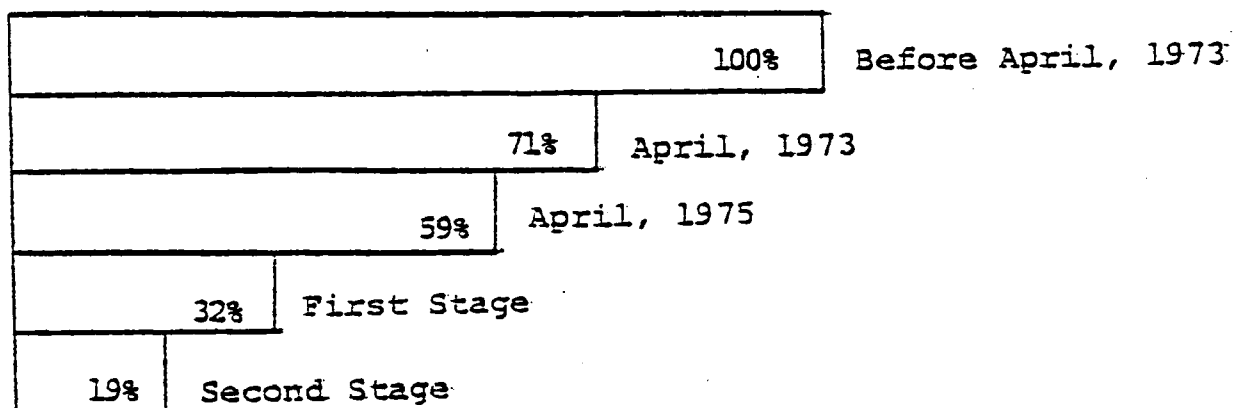 100% Before April, 1973
71% April, 1973
59% April, 1975
32% First Stage
19% Second Stage